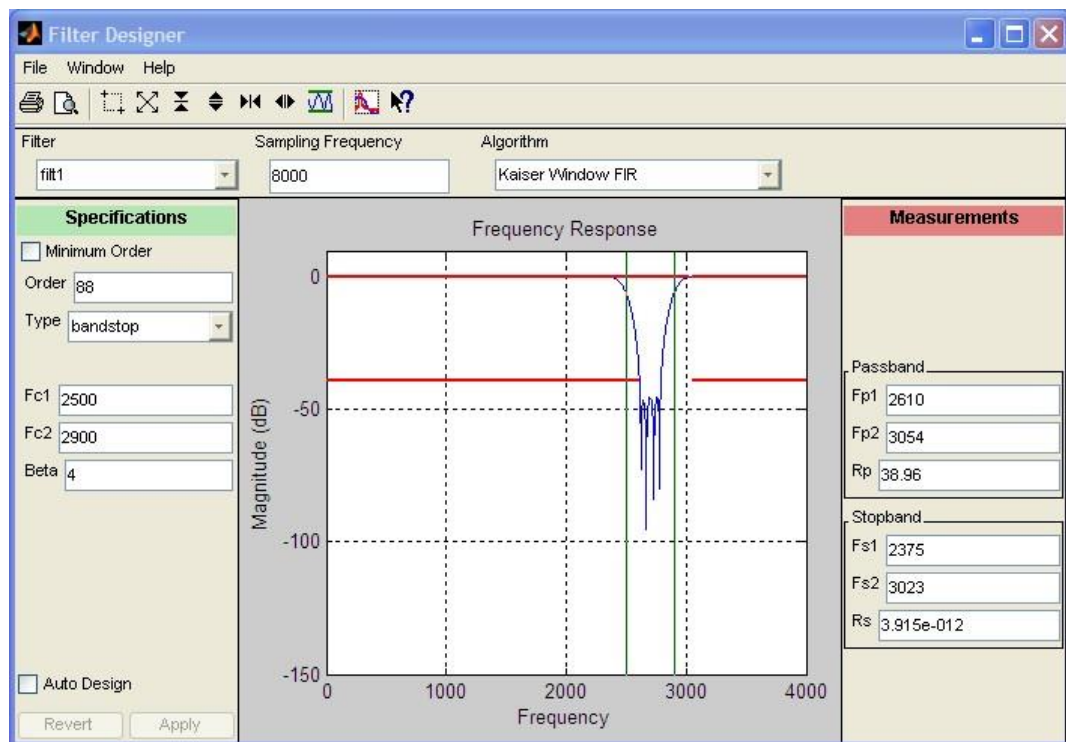 Filter Designer
File Window Help
Filter
filt1
Sampling Frequency
8000
Algorithm
Kaiser Window FIR
Specifications
Minimum Order
Order 88
Type bandstop
Fc1 2500
Fc2 2900
Beta 4
Auto Design
Revert Apply
Frequency Response
Magnitude (dB)
0
-50
-100
-150
0 1000 2000 3000 4000
Frequency
Measurements
Passband
Fp1 2610
Fp2 3054
Rp 38.96
Stopband
Fs1 2375
Fs2 3023
Rs 3.915e-012